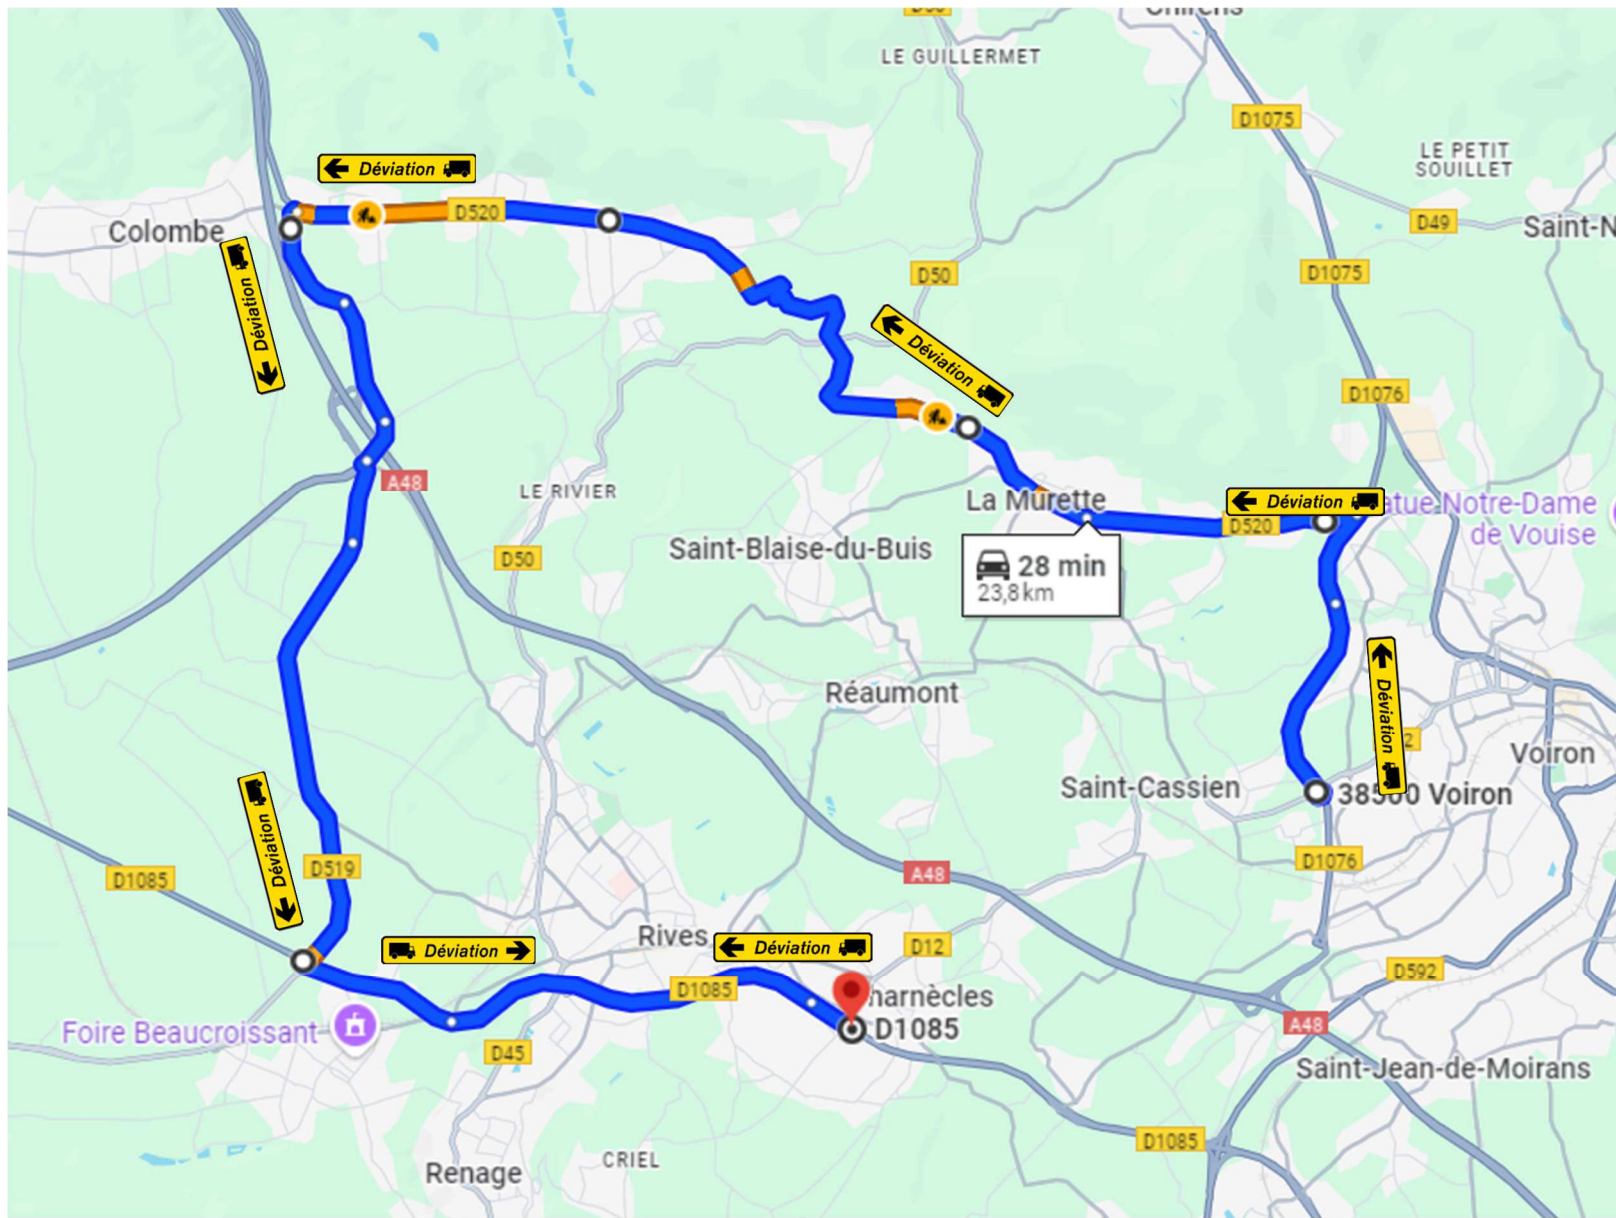 Chirens
LE GUILLERMET
D1075
LE PETIT
SOUILLET
Déviation
D520
D49
Saint-N
Colombe
D50
D1075
Déviation
Déviation
D1076
A48
LE RIVIER
La Murette
Déviation
atue Notre-Dame
de Vouise
D520
Saint-Blaise-du-Buis
D50
28 min
23,8 km
Réaumont
Déviation
2
Voiron
Saint-Cassien
38500 Voiron
Déviation
D519
D1085
A48
D1076
Rives
Déviation
Déviation
D12
D592
D1085
harnècles
D1085
Foire Beaucroissant
A48
D45
Saint-Jean-de-Moirans
D1085
CRIEL
Renage